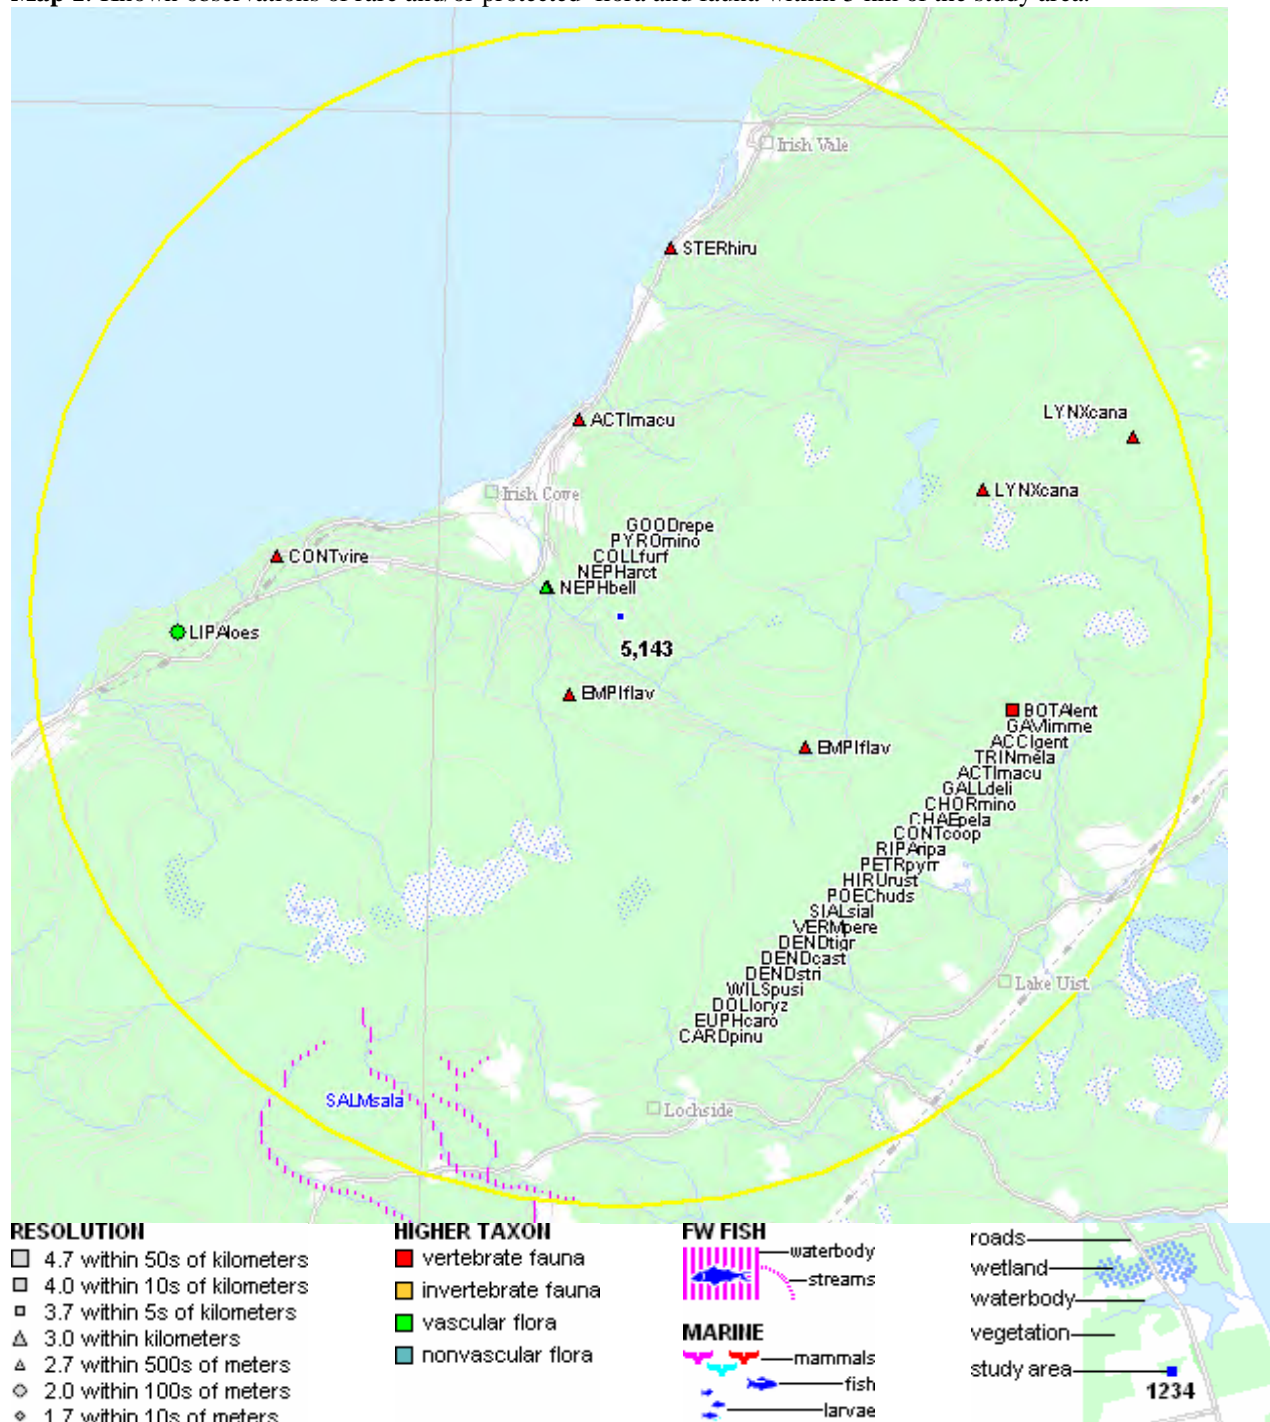 Irish Vale
STERhiru
ACTImacu
LYNXcana
LYNXcana
Irish Cove
GOODrepe
PYROmino
COLLfurf
NEPHarct
NEPHbell
CONTvire
LIPAloes
5,143
EMPIflav
EMPIflav
BOTAlent
GAVIimme
ACCIgent
TRINmela
ACTImacu
GALLdeli
CHORmino
CHAEpela
CONTcoop
RIPAripa
PETRpyrr
HIRUrust
POEChuds
SIALsial
VERMpere
DENDtigr
DENDcast
DENDstri
WILSpusi
DOLIoryz
EUPHcaro
CARDpinu
Lake Uist
SALMsala
Lochside
RESOLUTION
4.7 within 50s of kilometers
4.0 within 10s of kilometers
3.7 within 5s of kilometers
3.0 within kilometers
2.7 within 500s of meters
2.0 within 100s of meters
1.7 within 10s of meters
HIGHER TAXON
vertebrate fauna
invertebrate fauna
vascular flora
nonvascular flora
FW FISH
waterbody
streams
MARINE
mammals
fish
larvae
roads
wetland
waterbody
vegetation
study area
1234